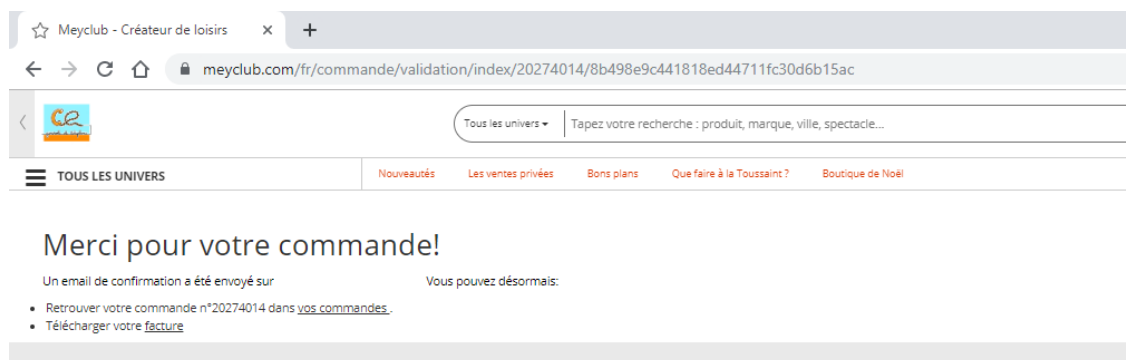 Meyclub - Créateur de loisirs
meyclub.com/fr/commande/validation/index/20274014/8b498e9c441818ed44711fc30d6b15ac
Ce
Tous les univers
Tapez votre recherche : produit, marque, ville, spectacle...
TOUS LES UNIVERS
Nouveautés Les ventes privées Bons plans Que faire à la Toussaint ? Boutique de Noël
Merci pour votre commande!
Un email de confirmation a été envoyé sur Vous pouvez désormais:
Retrouver votre commande n°20274014 dans vos commandes .
Télécharger votre facture